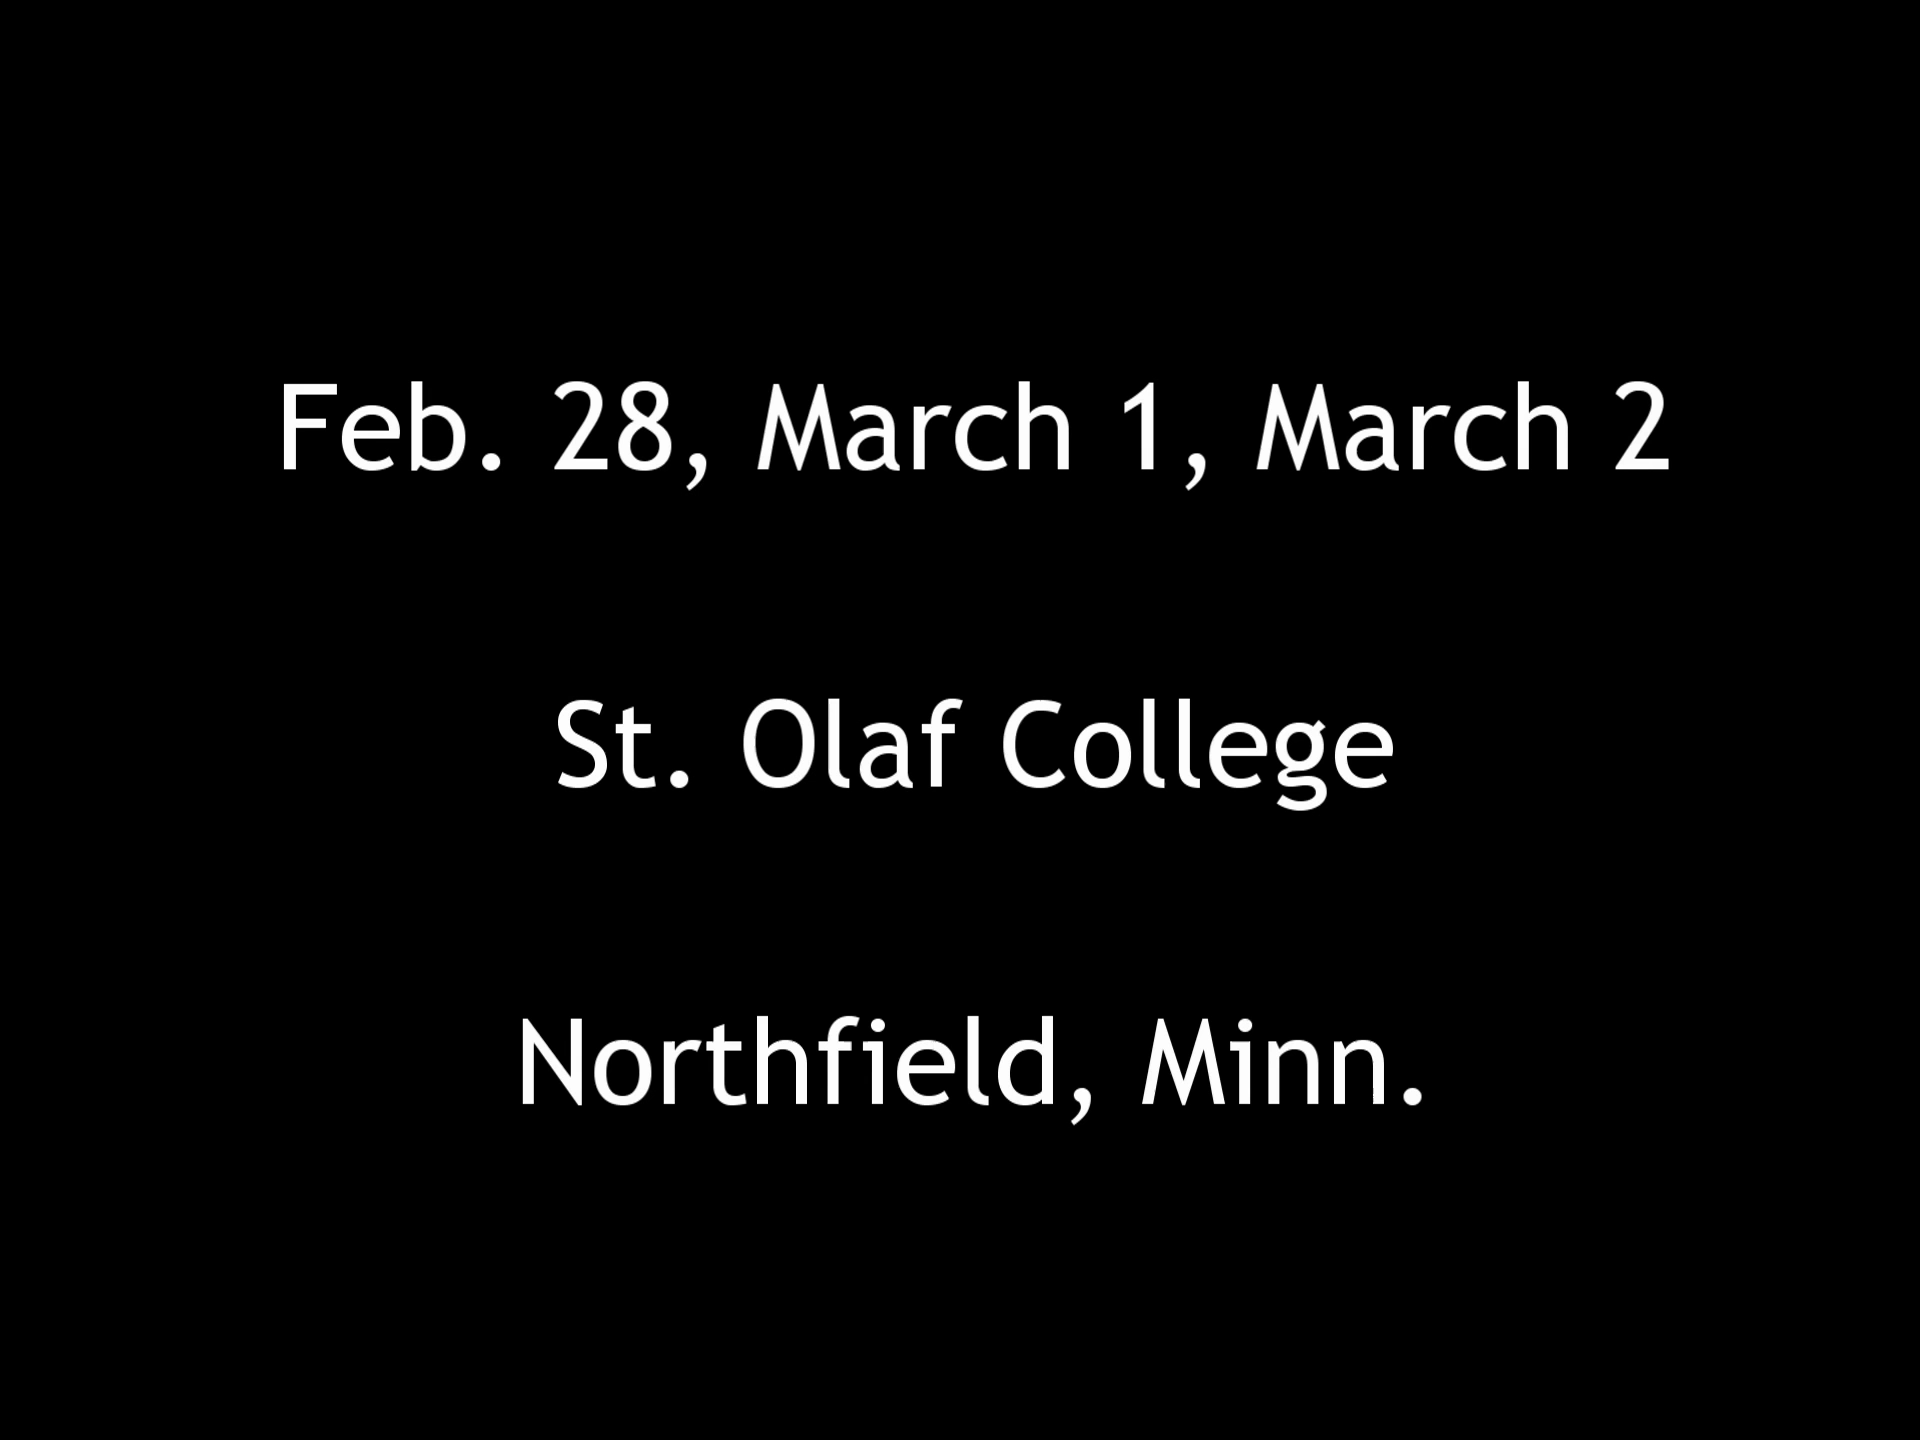 Feb. 28, March 1, March 2
St. Olaf College
Northfield, Minn.